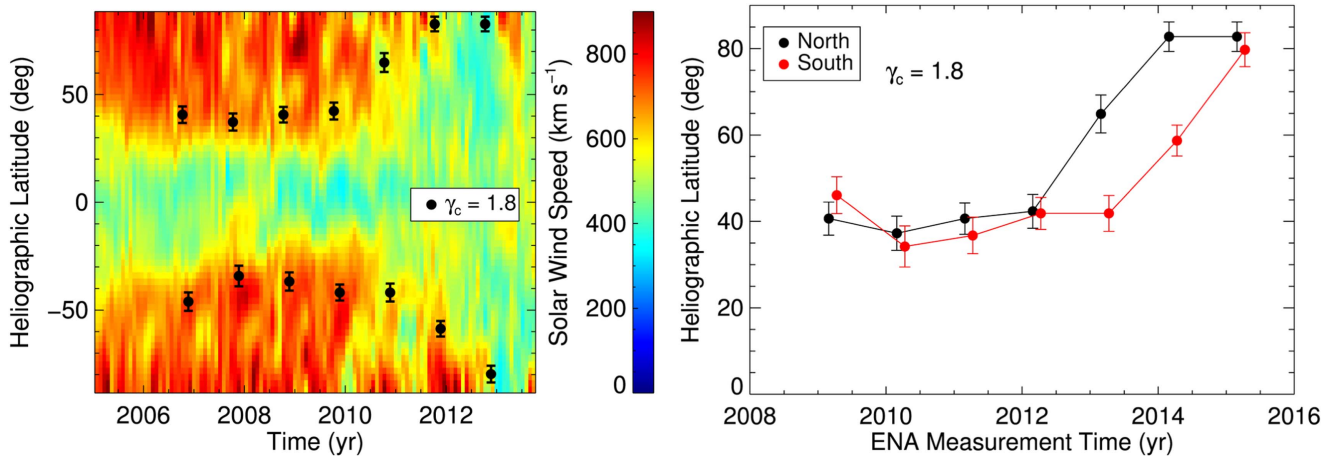 Heliographic Latitude (deg)
50
0
−50
2006 2008 2010 2012
Time (yr)
γc = 1.8
Solar Wind Speed (km s−1)
800
600
400
200
0
Heliographic Latitude (deg)
80
60
40
20
0
North
South
γc = 1.8
2008 2010 2012 2014 2016
ENA Measurement Time (yr)